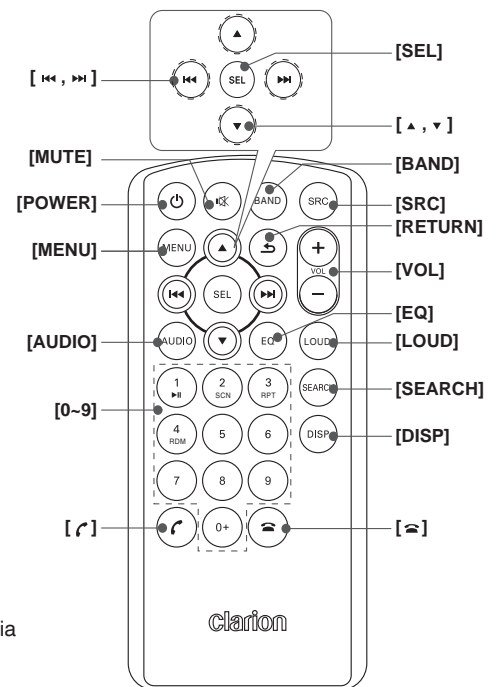 ▲
[SEL]
[ ⏮ , ⏭ ]
⏮ SEL ⏭
▼
[ ▲ , ▼ ]
[MUTE]
[BAND]
[POWER]
BAND SRC
[SRC]
[RETURN]
[MENU]
MENU ▲ +
VOL
[VOL]
⏮ SEL ⏭ −
[EQ]
[AUDIO]
AUDIO ▼ EQ LOUD
[LOUD]
1 2 3
▶II SCN RPT
SEARCH
[SEARCH]
[0~9]
4 5 6
RDM
DISP
[DISP]
7 8 9
[ ]
0+
[ ]
clarion
ia